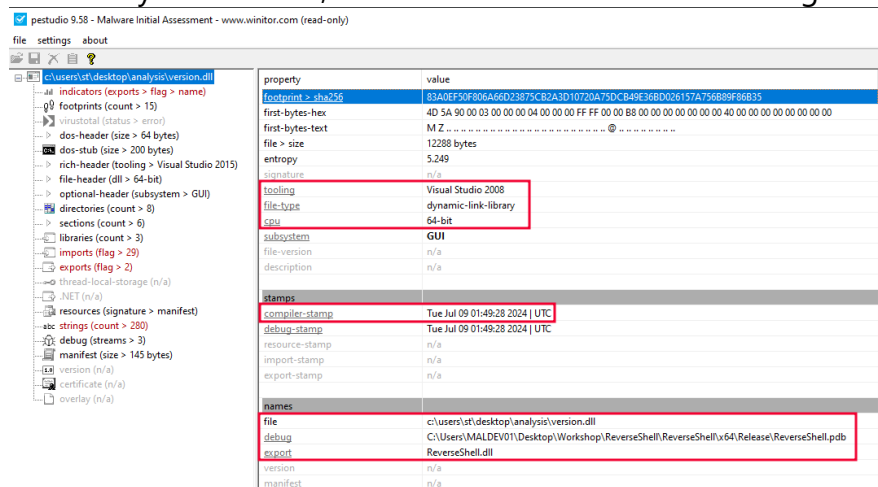 pestudio 9.58 - Malware Initial Assessment - www.winitor.com (read-only)
file settings about
c:\users\st\desktop\analysis\version.dll
indicators (exports > flag > name)
footprints (count > 15)
virustotal (status > error)
dos-header (size > 64 bytes)
dos-stub (size > 200 bytes)
rich-header (tooling > Visual Studio 2015)
file-header (dll > 64-bit)
optional-header (subsystem > GUI)
directories (count > 8)
sections (count > 6)
libraries (count > 3)
imports (flag > 29)
exports (flag > 2)
thread-local-storage (n/a)
.NET (n/a)
resources (signature > manifest)
abc strings (count > 280)
debug (streams > 3)
manifest (size > 145 bytes)
version (n/a)
certificate (n/a)
overlay (n/a)
property value
footprint > sha256 83A0EF50F806A66D23875CB2A3D10720A75DCB49E36BD026157A756B89F86B35
first-bytes-hex 4D 5A 90 00 03 00 00 00 04 00 00 00 FF FF 00 00 B8 00 00 00 00 00 00 00 40 00 00 00 00 00 00 00
first-bytes-text M Z .. .. .. .. .. .. .. .. .. .. .. .. .. .. .. .. .. .. .. .. @ .. .. .. .. .. .. ..
file > size 12288 bytes
entropy 5.249
signature n/a
tooling Visual Studio 2008
file-type dynamic-link-library
cpu 64-bit
subsystem GUI
file-version n/a
description n/a
stamps
compiler-stamp Tue Jul 09 01:49:28 2024 | UTC
debug-stamp Tue Jul 09 01:49:28 2024 | UTC
resource-stamp n/a
import-stamp n/a
export-stamp n/a
names
file c:\users\st\desktop\analysis\version.dll
debug C:\Users\MALDEV01\Desktop\Workshop\ReverseShell\ReverseShell\x64\Release\ReverseShell.pdb
export ReverseShell.dll
version n/a
manifest n/a